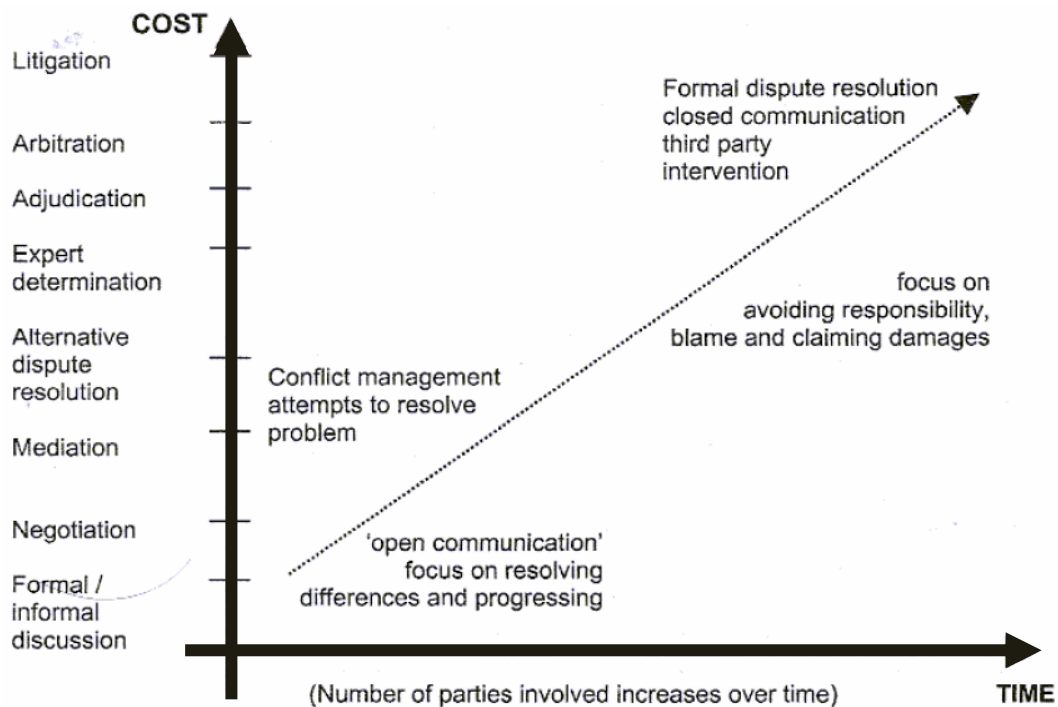 COST
Litigation
Arbitration
Adjudication
Expert
determination
Alternative
dispute
resolution
Mediation
Negotiation
Formal /
informal
discussion
Formal dispute resolution
closed communication
third party
intervention
focus on
avoiding responsibility,
blame and claiming damages
Conflict management
attempts to resolve
problem
'open communication'
focus on resolving
differences and progressing
(Number of parties involved increases over time)
TIME